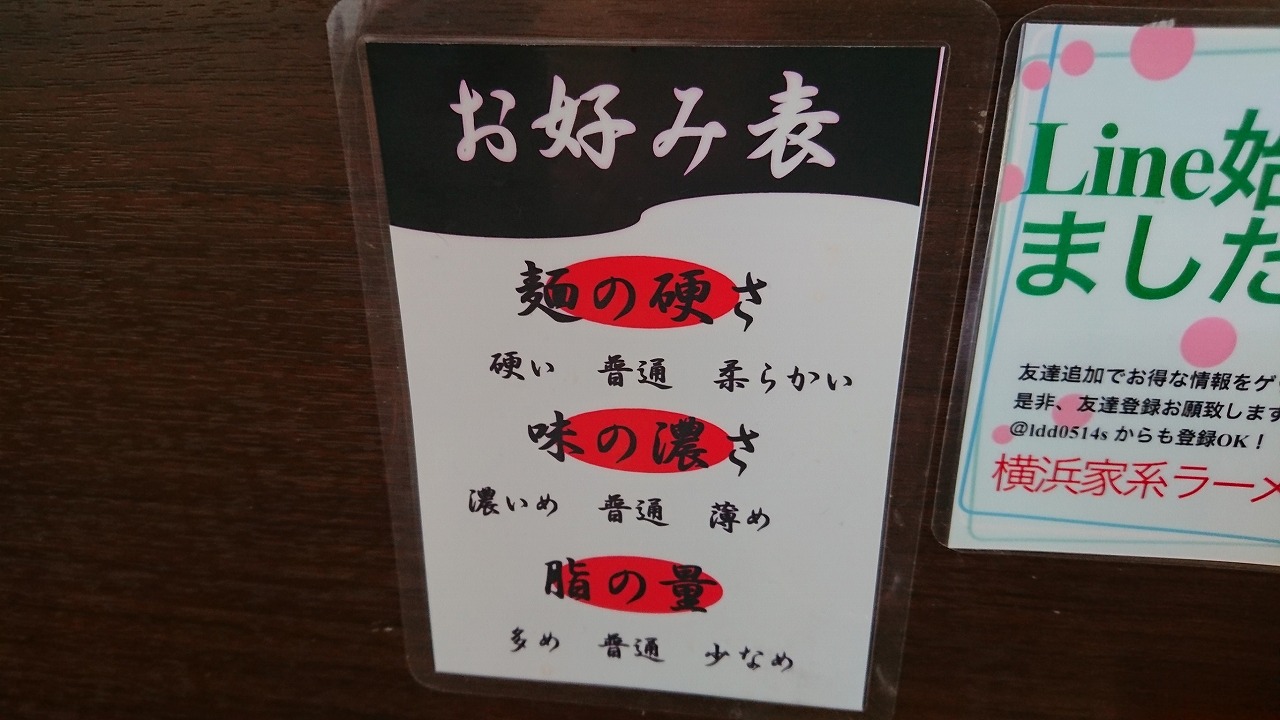 お好み表
麺の硬さ
硬い 普通 柔らかい
味の濃さ
濃いめ 普通 薄め
脂の量
多め 普通 少なめ
Line始
ました
友達追加でお得な情報をゲ
是非、友達登録お願致します
@ldd0514s からも登録OK！
横浜家系ラーメ